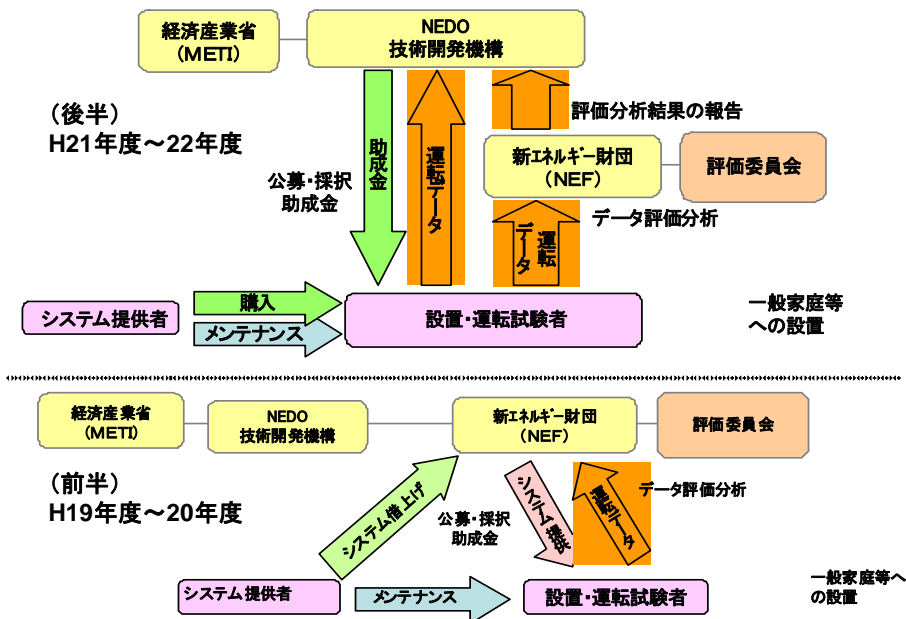 経済産業省
(METI)
NEDO
技術開発機構
(後半)
H21年度～22年度
助成金
運転データ
評価分析結果の報告
公募・採択
助成金
新エネルギー財団
(NEF)
評価委員会
運転
データ
データ評価分析
システム提供者
購入
メンテナンス
設置・運転試験者
一般家庭等
への設置
経済産業省
(METI)
NEDO
技術開発機構
新エネルギー財団
(NEF)
評価委員会
(前半)
H19年度～20年度
システム借上げ
公募・採択
助成金
システム提供
運転データ
データ評価分析
システム提供者
メンテナンス
設置・運転試験者
一般家庭等へ
の設置